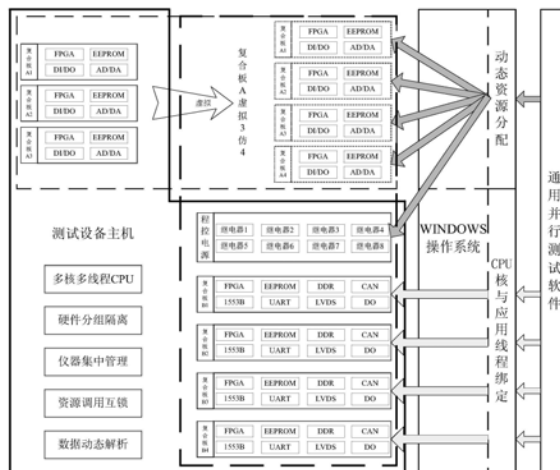 复合板A1
FPGA
EEPROM
DI/DO
AD/DA
复合板A2
FPGA
EEPROM
DI/DO
AD/DA
复合板A3
FPGA
EEPROM
DI/DO
AD/DA
虚拟
复合板A虚拟3仿4
复合板A1
FPGA
EEPROM
DI/DO
AD/DA
复合板A2
FPGA
EEPROM
DI/DO
AD/DA
复合板A3
FPGA
EEPROM
DI/DO
AD/DA
复合板A4
FPGA
EEPROM
DI/DO
AD/DA
动态资源分配
通用并行测试软件
测试设备主机
多核多线程CPU
硬件分组隔离
仪器集中管理
资源调用互锁
数据动态解析
程控电源
继电器1
继电器2
继电器3
继电器4
继电器5
继电器6
继电器7
继电器8
WINDOWS
操作系统
CPU核与应用线程绑定
复合板B1
FPGA
EEPROM
DDR
CAN
1553B
UART
LVDS
DO
复合板B2
FPGA
EEPROM
DDR
CAN
1553B
UART
LVDS
DO
复合板B3
FPGA
EEPROM
DDR
CAN
1553B
UART
LVDS
DO
复合板B4
FPGA
EEPROM
DDR
CAN
1553B
UART
LVDS
DO